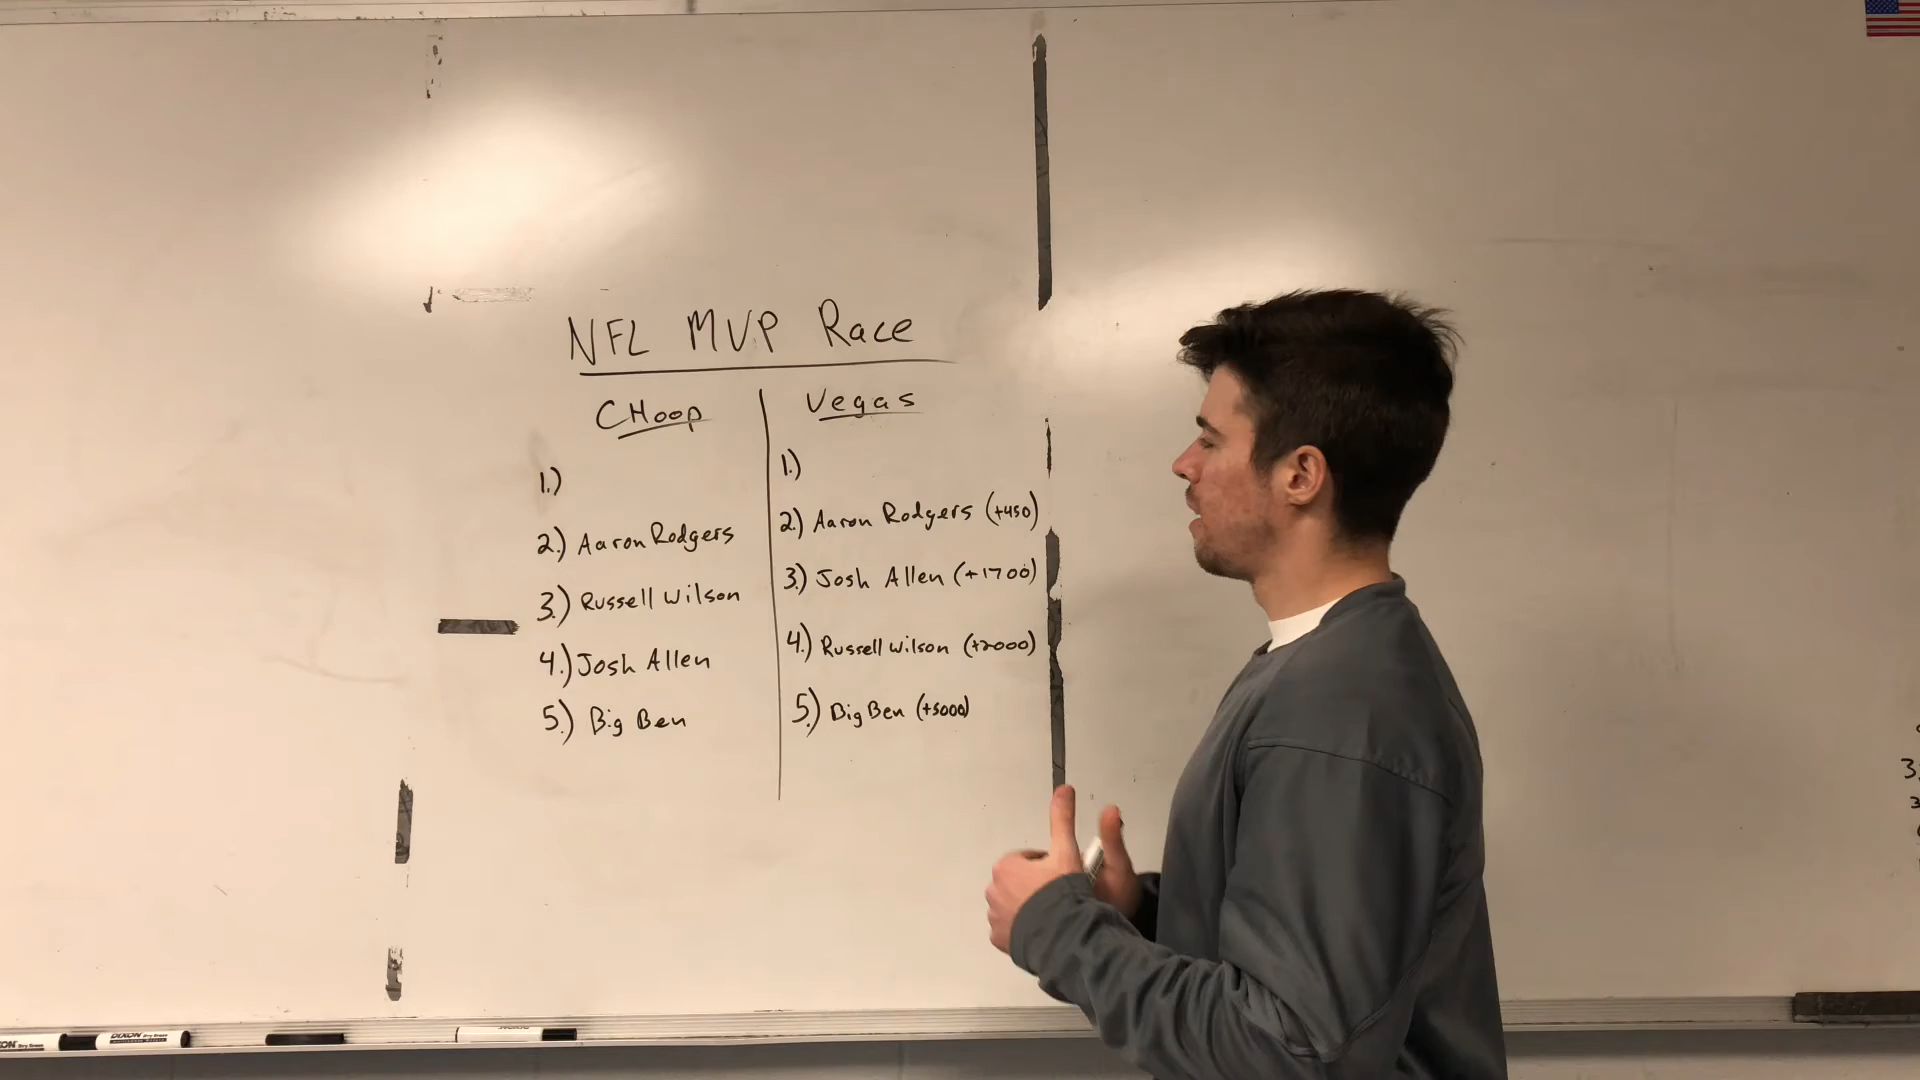 NFL MVP Race
CHoop
1.)
2.) Aaron Rodgers
3.) Russell Wilson
4.) Josh Allen
5.) Big Ben
Vegas
1.)
2.) Aaron Rodgers (+450)
3.) Josh Allen (+1700)
4.) Russell Wilson (+2000)
5.) Big Ben (+5000)
DIXON